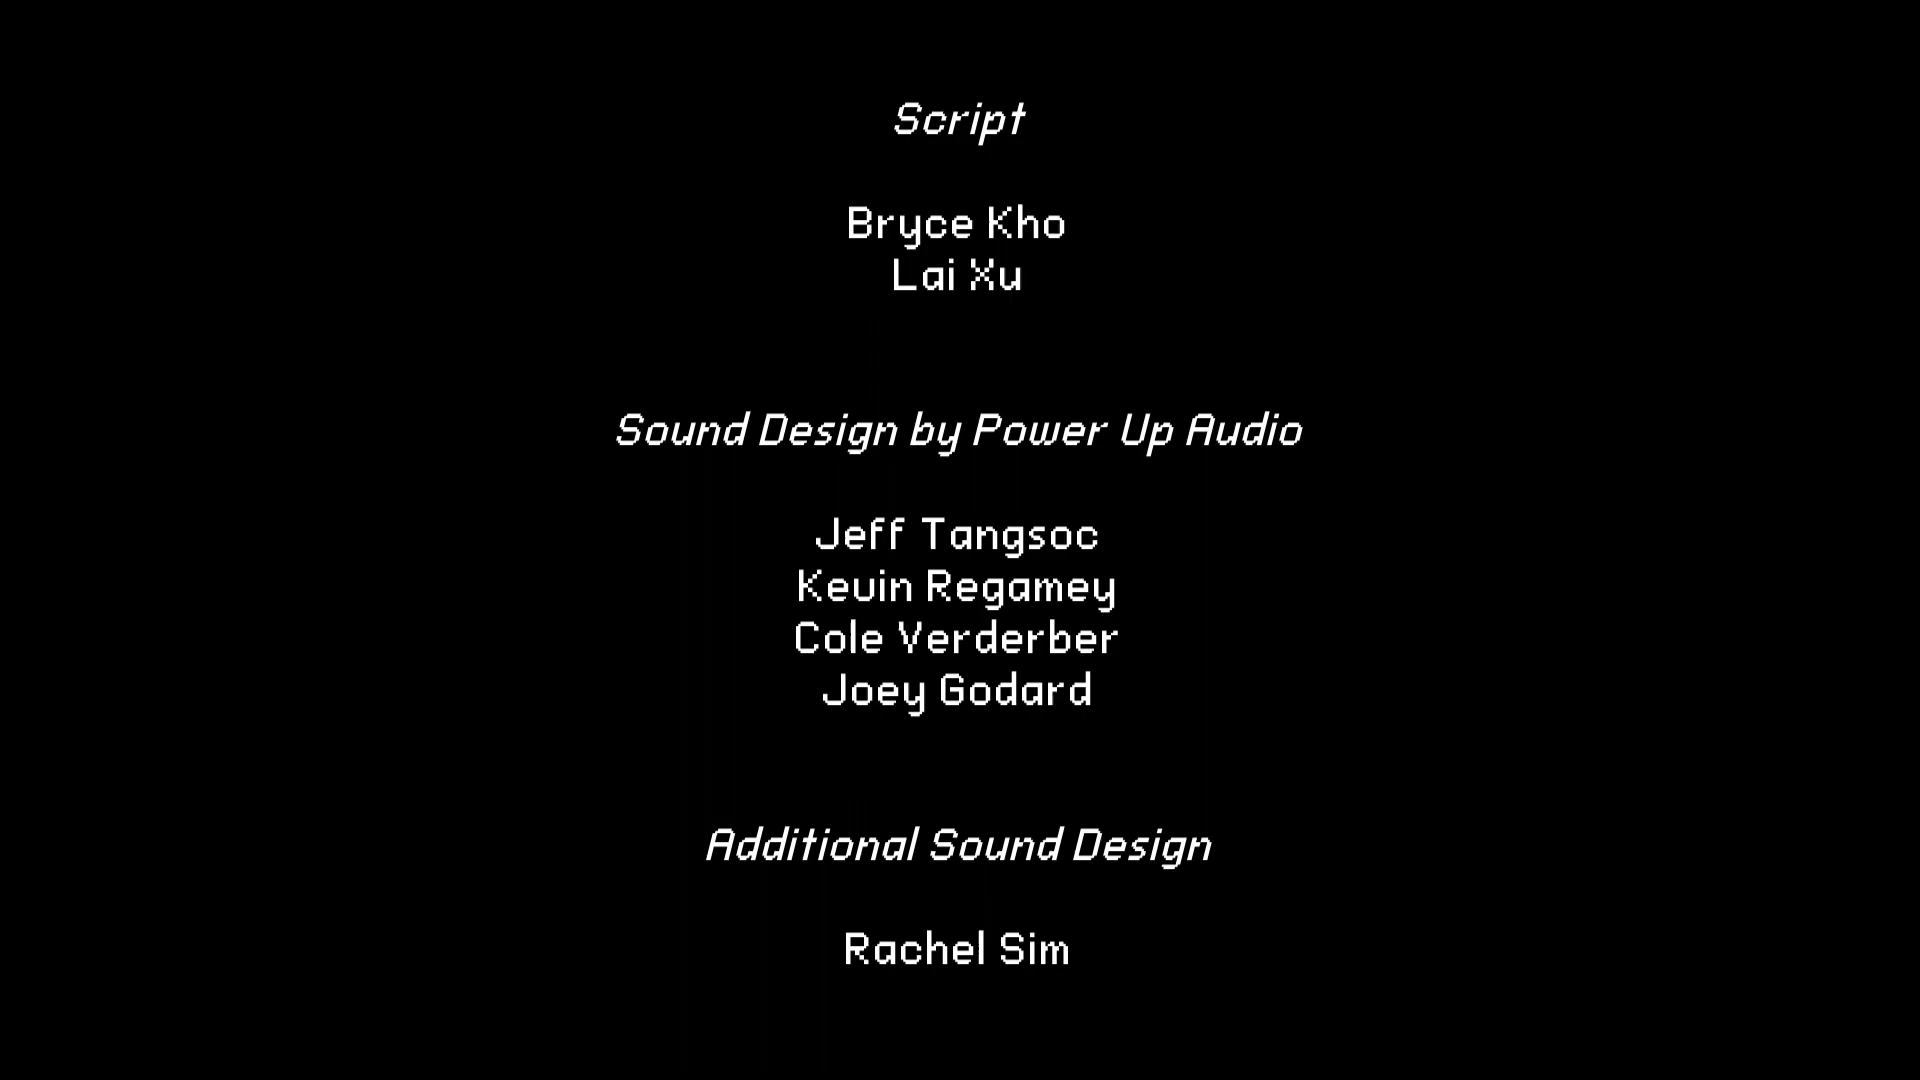 Script
Bryce Kho
Lai Xu
Sound Design by Power Up Audio
Jeff Tangsoc
Kevin Regamey
Cole Verderber
Joey Godard
Additional Sound Design
Rachel Sim